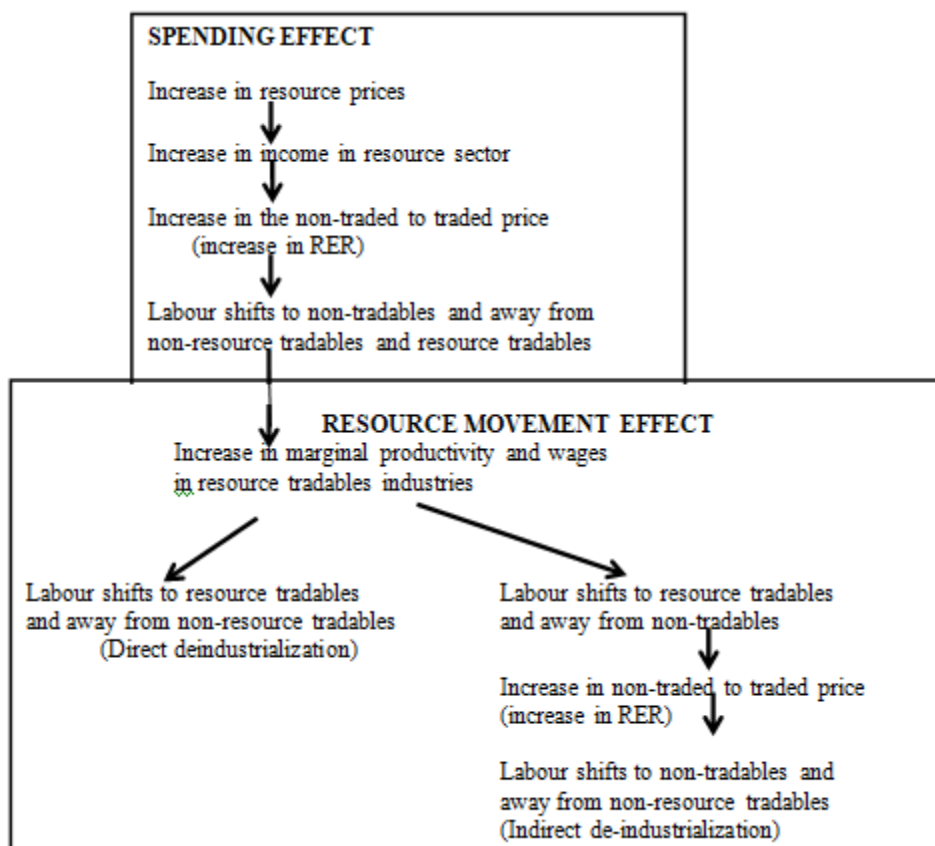 SPENDING EFFECT
Increase in resource prices
Increase in income in resource sector
Increase in the non-traded to traded price
(increase in RER)
Labour shifts to non-tradables and away from
non-resource tradables and resource tradables
RESOURCE MOVEMENT EFFECT
Increase in marginal productivity and wages
in resource tradables industries
Labour shifts to resource tradables
and away from non-resource tradables
(Direct deindustrialization)
Labour shifts to resource tradables
and away from non-tradables
Increase in non-traded to traded price
(increase in RER)
Labour shifts to non-tradables and
away from non-resource tradables
(Indirect de-industrialization)